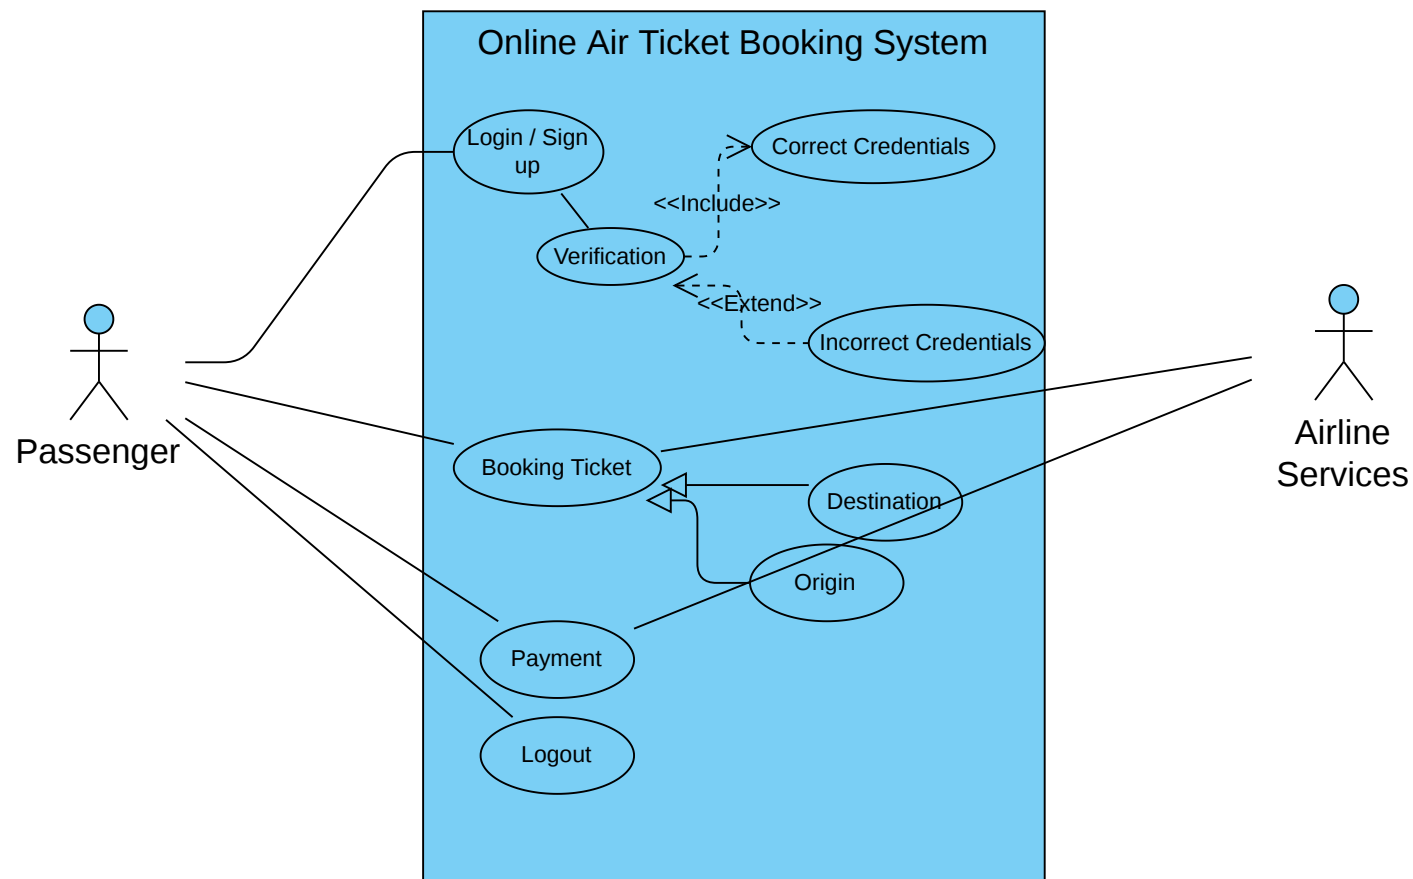 Online Air Ticket Booking System
Login / Sign
up
Correct Credentials
<<Include>>
Verification
<<Extend>>
Incorrect Credentials
Passenger
Airline
Services
Booking Ticket
Destination
Origin
Payment
Logout